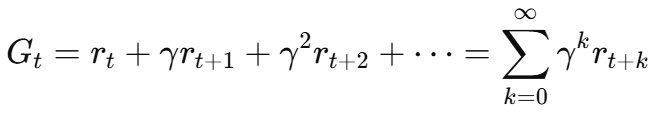 $G_t = r_t + \gamma r_{t+1} + \gamma^2 r_{t+2} + \cdots = \sum_{k=0}^{\infty} \gamma^k r_{t+k}$